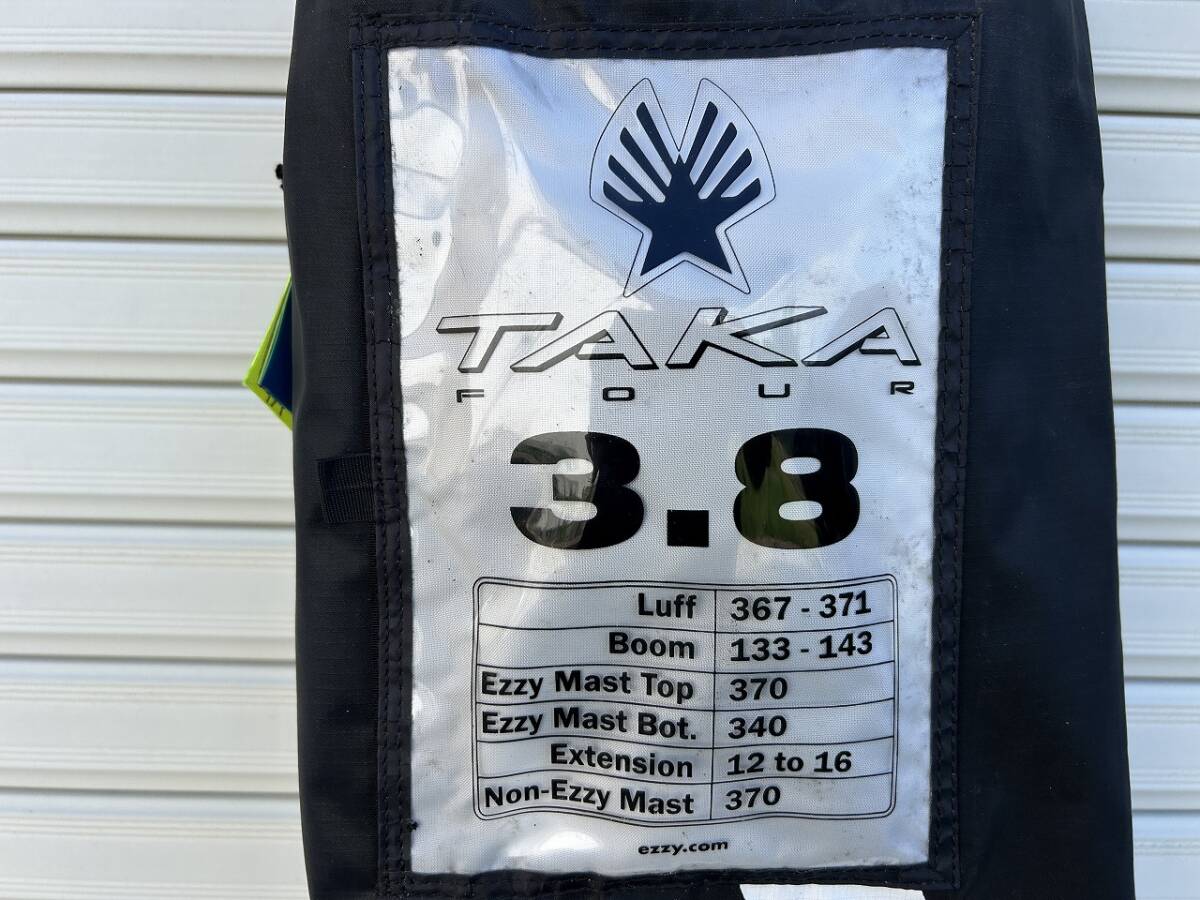 TAKA
FOUR
3.8
Luff 367 - 371
Boom 133 - 143
Ezzy Mast Top 370
Ezzy Mast Bot. 340
Extension 12 to 16
Non-Ezzy Mast 370
ezzy.com